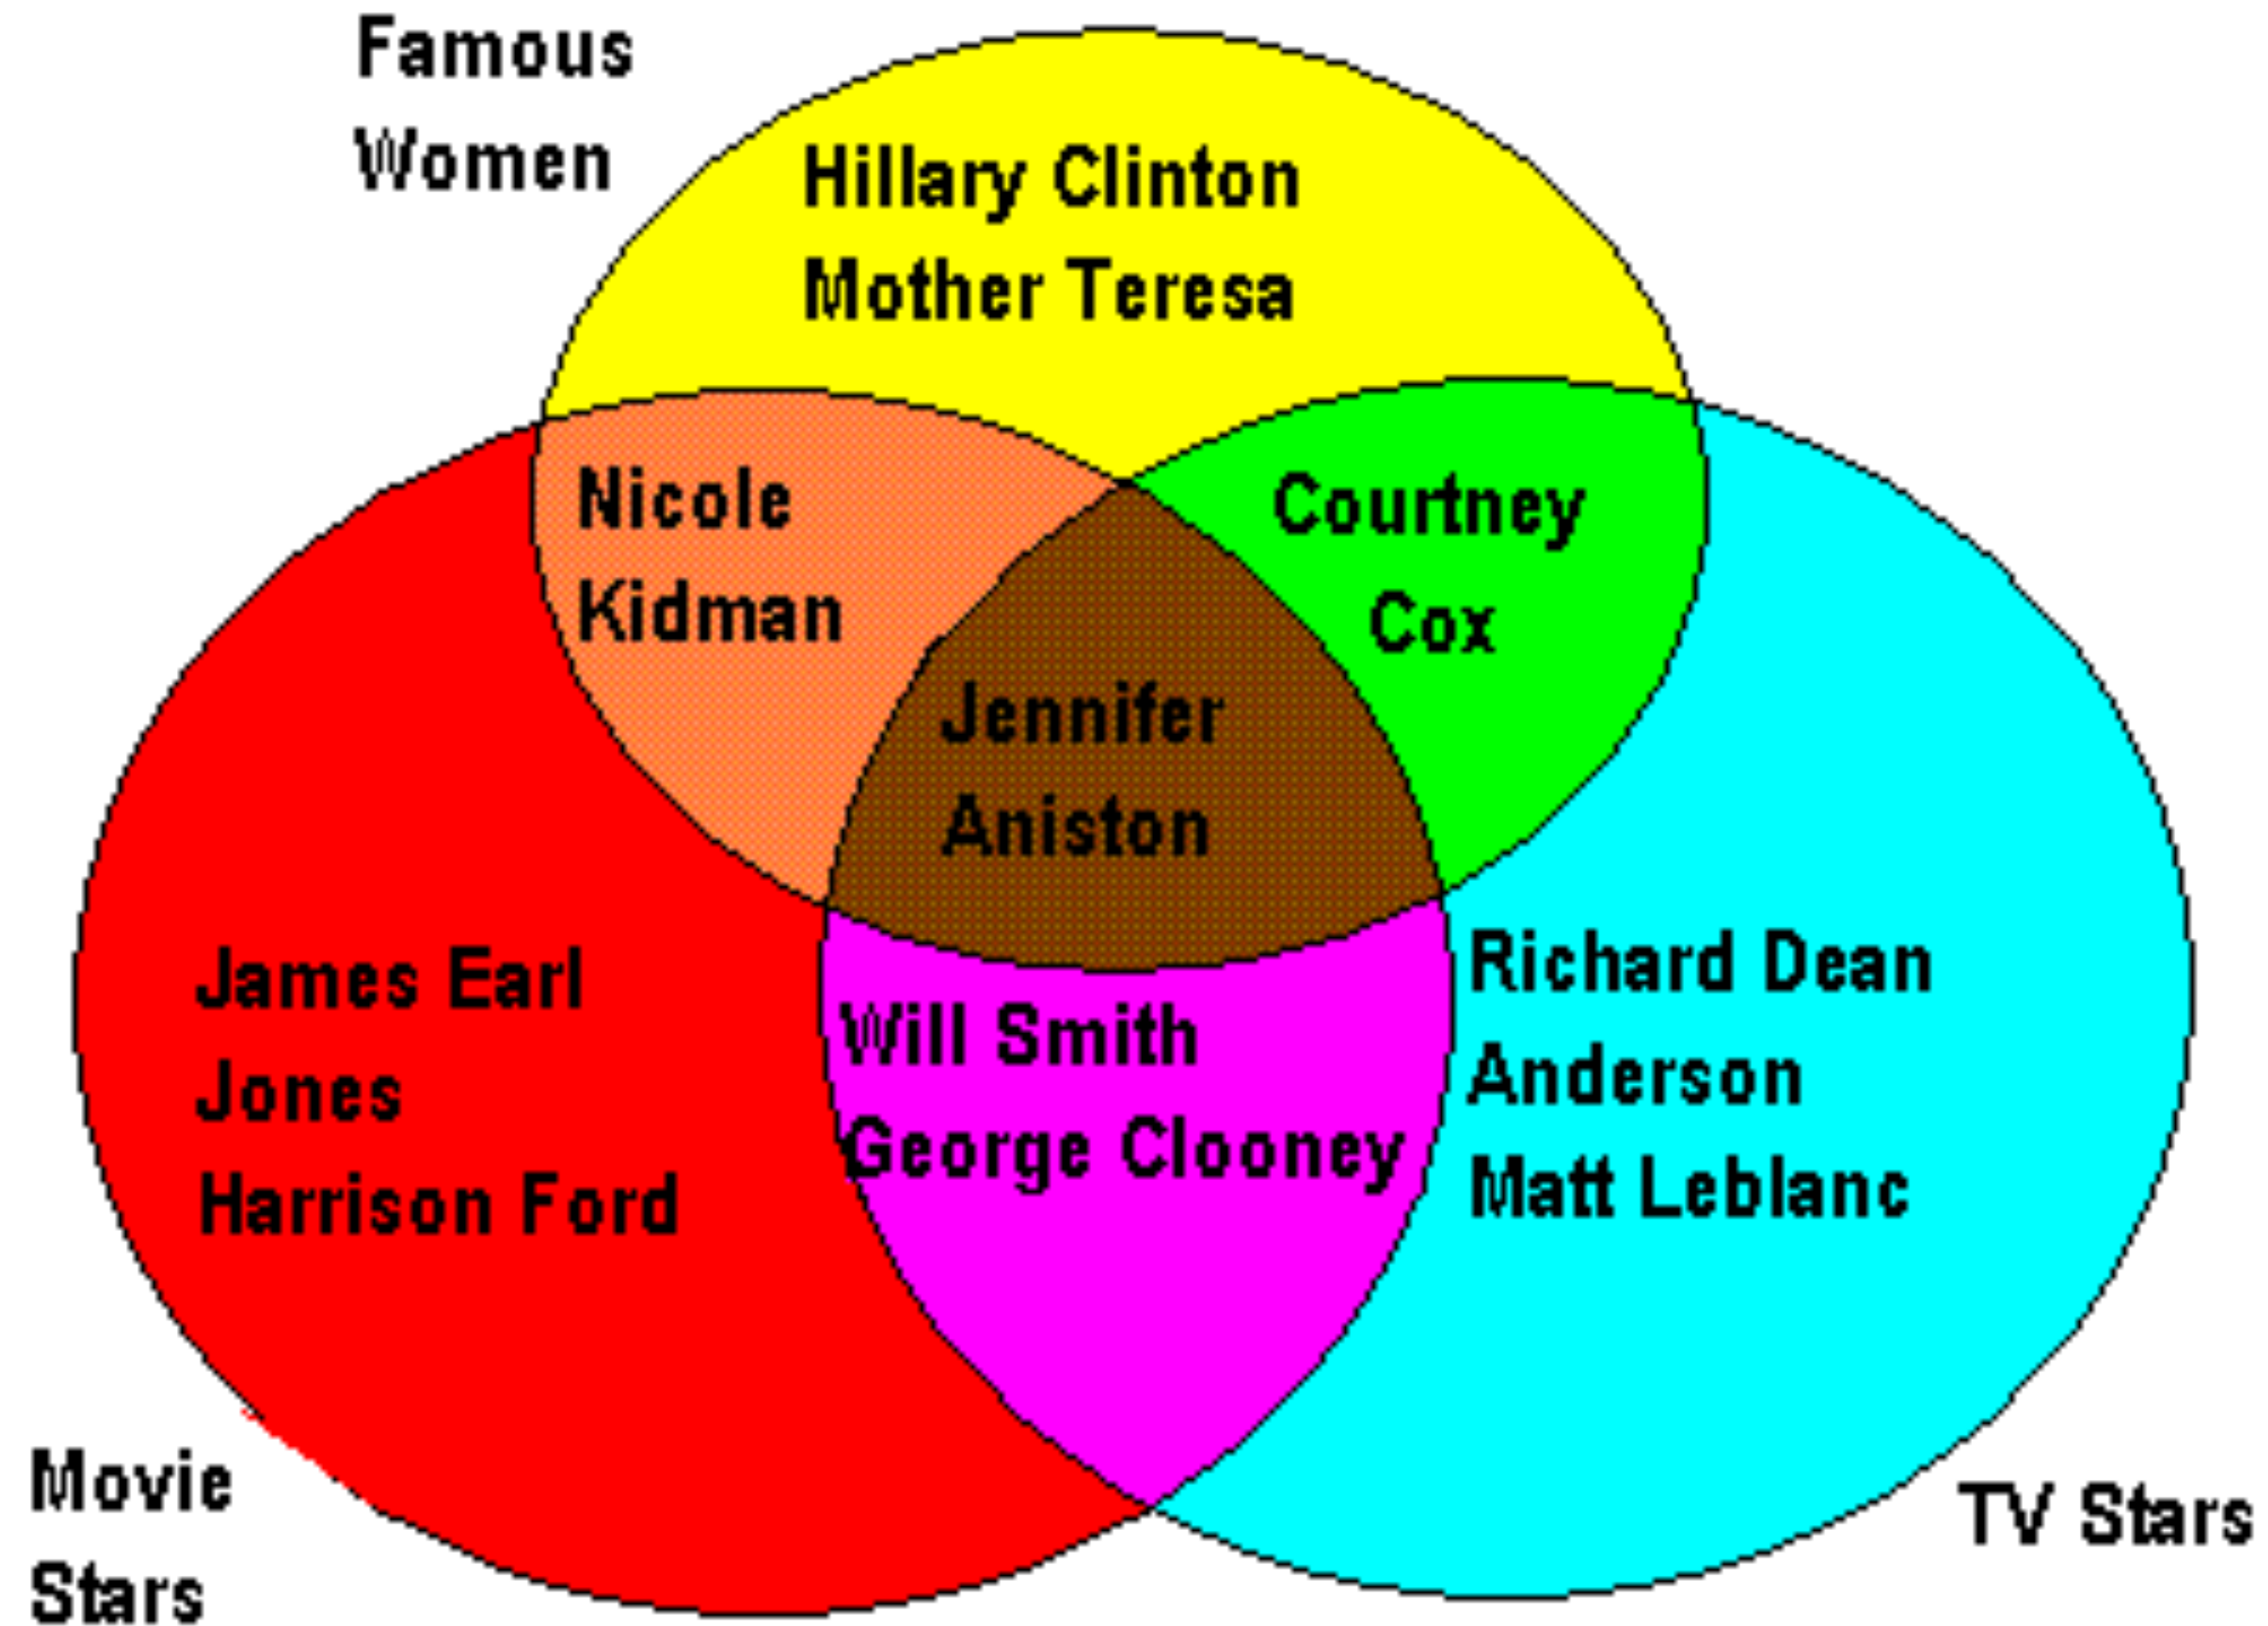 Famous
Women
Hillary Clinton
Mother Teresa
Nicole
Kidman
Courtney
Cox
Jennifer
Aniston
James Earl
Jones
Harrison Ford
Will Smith
George Clooney
Richard Dean
Anderson
Matt Leblanc
Movie
Stars
TV Stars